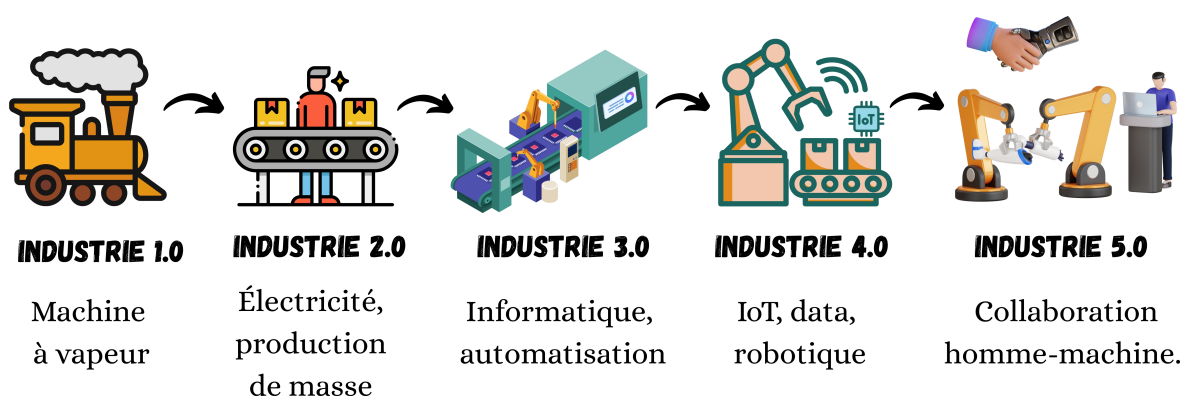 IoT
INDUSTRIE 1.0
INDUSTRIE 2.0
INDUSTRIE 3.0
INDUSTRIE 4.0
INDUSTRIE 5.0
Machine
à vapeur
Électricité,
production
de masse
Informatique,
automatisation
IoT, data,
robotique
Collaboration
homme-machine.